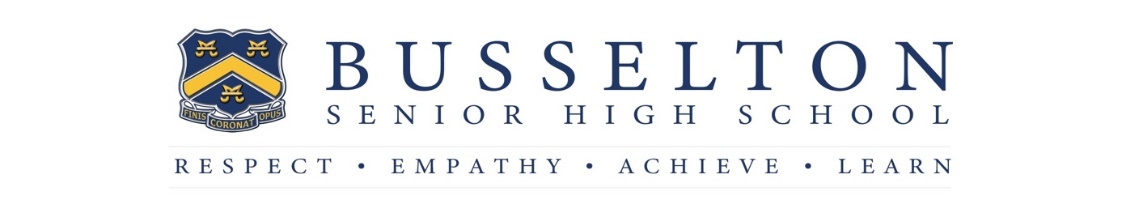 BUSSELTON
SENIOR HIGH SCHOOL
FINIS CORONAT OPUS
RESPECT • EMPATHY • ACHIEVE • LEARN